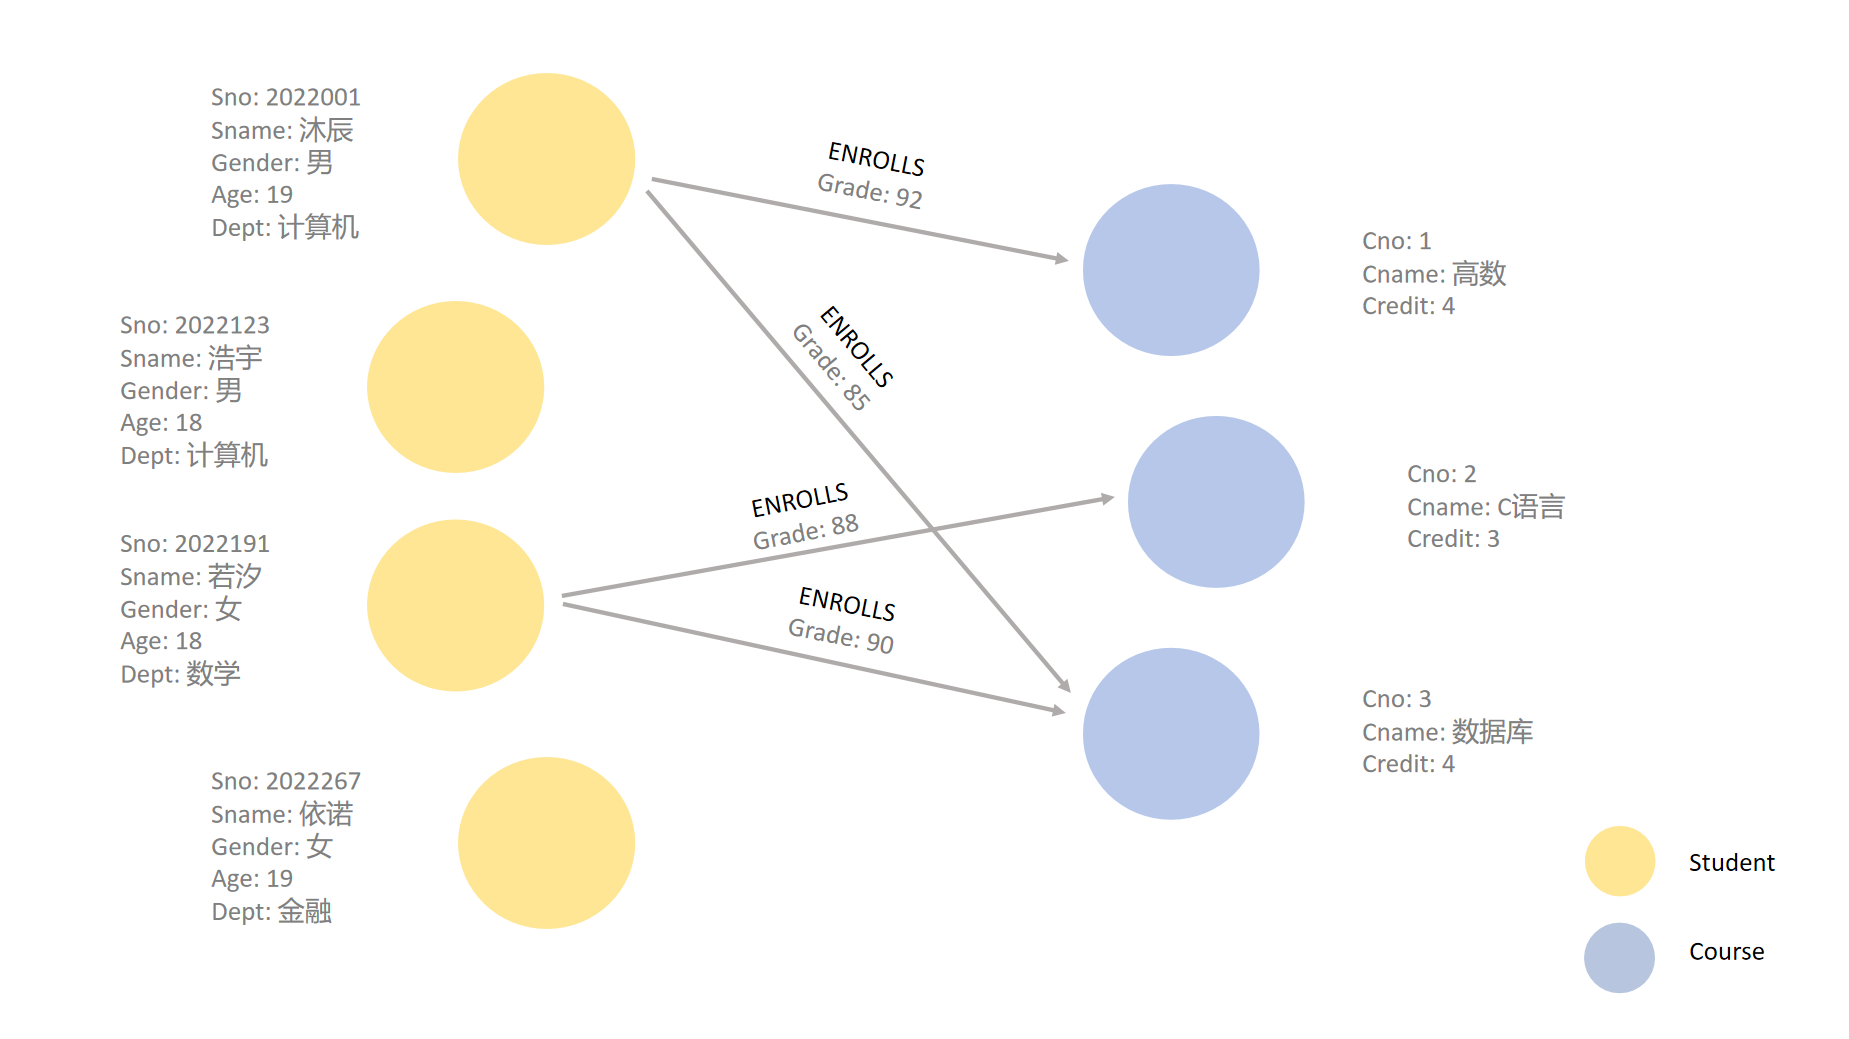 Sno: 2022001
Sname: 沐辰
Gender: 男
Age: 19
Dept: 计算机
ENROLLS
Grade: 92
Cno: 1
Cname: 高数
Credit: 4
Sno: 2022123
Sname: 浩宇
Gender: 男
Age: 18
Dept: 计算机
ENROLLS
Grade: 85
ENROLLS
Grade: 88
Cno: 2
Cname: C语言
Credit: 3
Sno: 2022191
Sname: 若汐
Gender: 女
Age: 18
Dept: 数学
ENROLLS
Grade: 90
Cno: 3
Cname: 数据库
Credit: 4
Sno: 2022267
Sname: 依诺
Gender: 女
Age: 19
Dept: 金融
Student
Course